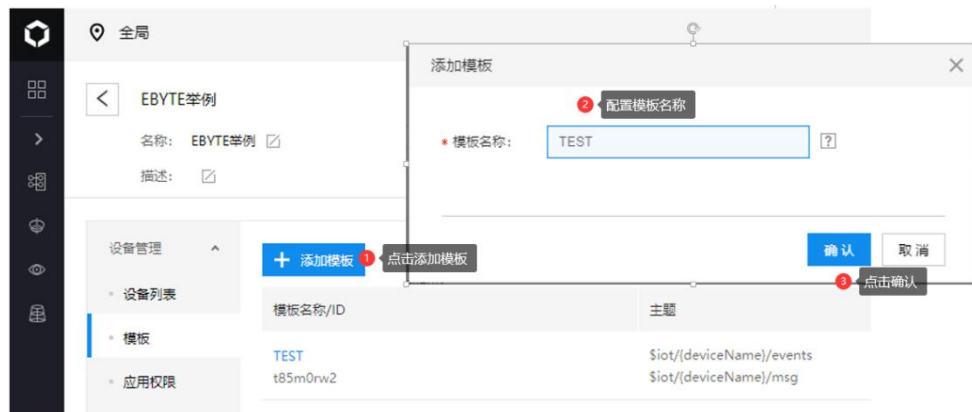 全局
EBYTE举例
名称： EBYTE举例
描述：
设备管理
设备列表
模板
应用权限
+ 添加模板
1 点击添加模板
模板名称/ID
主题
TEST
$iot/{deviceName}/events
t85m0rw2
$iot/{deviceName}/msg
添加模板
2 配置模板名称
* 模板名称： TEST ?
确认 取消
3 点击确认